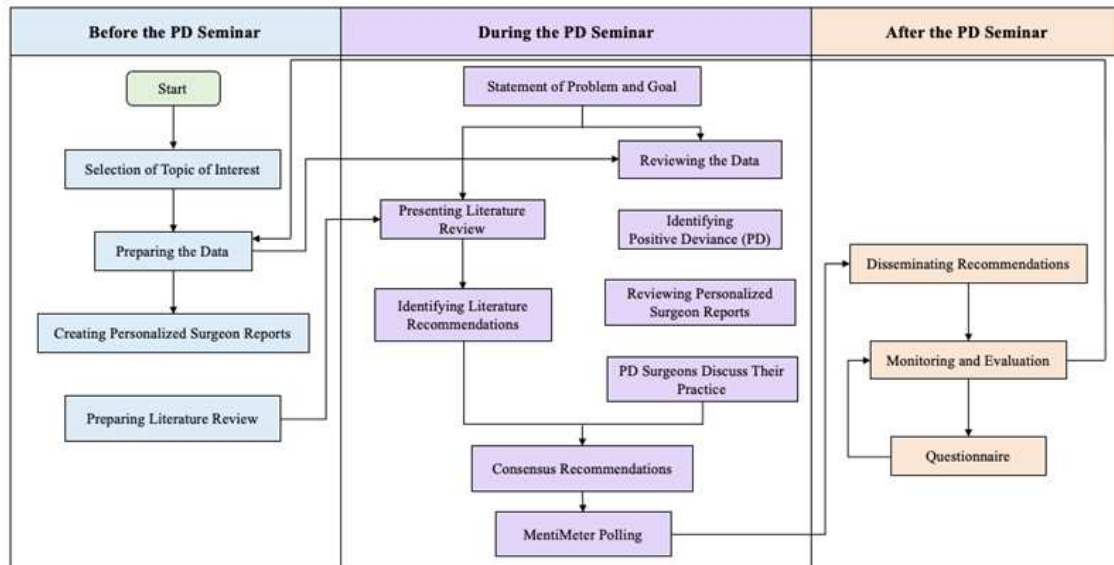 Before the PD Seminar
During the PD Seminar
After the PD Seminar
Start
Selection of Topic of Interest
Preparing the Data
Creating Personalized Surgeon Reports
Preparing Literature Review
Statement of Problem and Goal
Reviewing the Data
Presenting Literature
Review
Identifying
Positive Deviance (PD)
Identifying Literature
Recommendations
Reviewing Personalized
Surgeon Reports
PD Surgeons Discuss Their
Practice
Consensus Recommendations
MentiMeter Polling
Disseminating Recommendations
Monitoring and Evaluation
Questionnaire